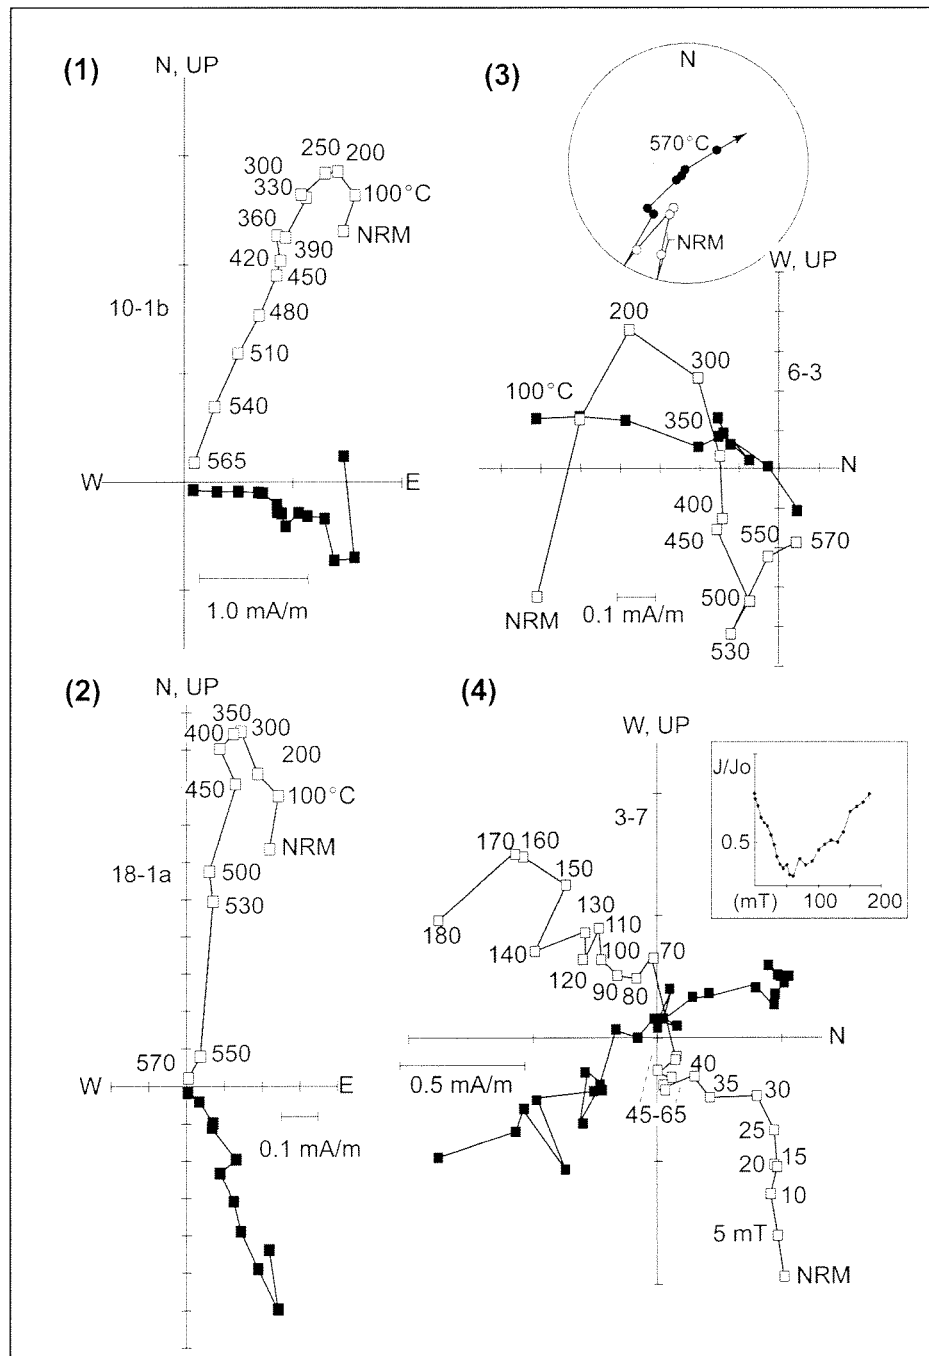 (1)
N, UP
250 200
300
330
100°C
360
NRM
390
420
450
10-1b
480
510
540
565
W
E
1.0 mA/m
(3)
N
570°C
NRM
W, UP
200
300
6-3
100°C
350
N
400
450
550
570
500
NRM
0.1 mA/m
530
(2)
N, UP
350
400
300
200
450
100°C
NRM
18-1a
500
530
570
550
W
E
0.1 mA/m
(4)
W, UP
J/Jo
3-7
0.5
170 160
150
(mT)
100
200
130
180
110
140
100
70
120
90
80
N
0.5 mA/m
40
35
30
45-65
25
20
15
10
5 mT
NRM